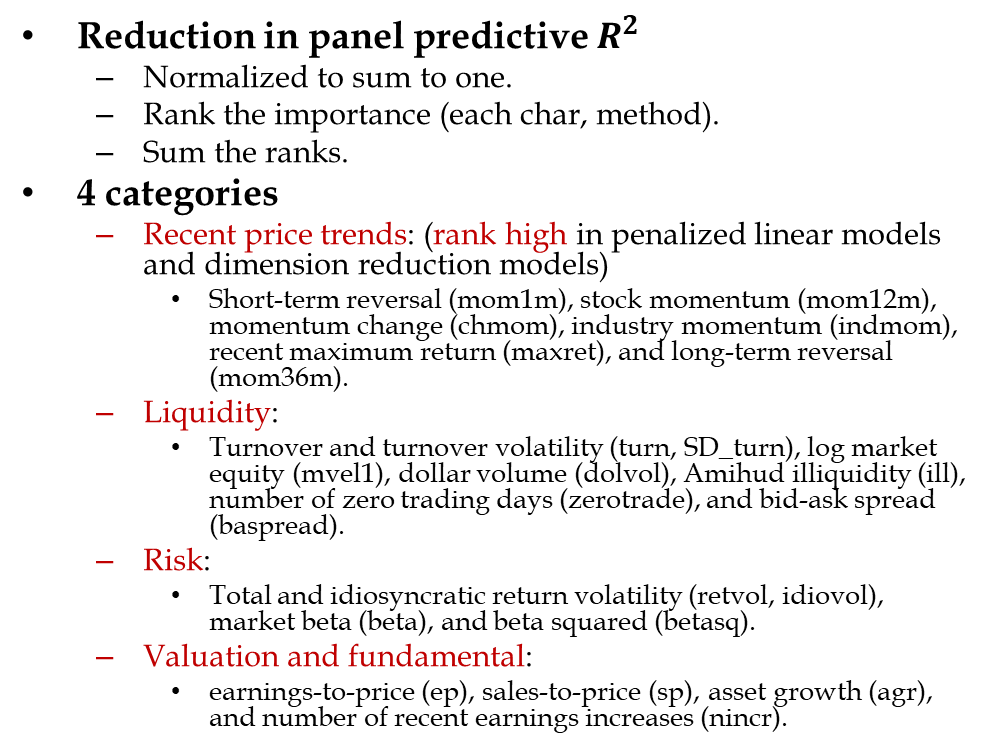 • Reduction in panel predictive R²
– Normalized to sum to one.
– Rank the importance (each char, method).
– Sum the ranks.
• 4 categories
– Recent price trends: (rank high in penalized linear models
and dimension reduction models)
• Short-term reversal (mom1m), stock momentum (mom12m),
momentum change (chmom), industry momentum (indmom),
recent maximum return (maxret), and long-term reversal
(mom36m).
– Liquidity:
• Turnover and turnover volatility (turn, SD_turn), log market
equity (mvel1), dollar volume (dolvol), Amihud illiquidity (ill),
number of zero trading days (zerotrade), and bid-ask spread
(baspread).
– Risk:
• Total and idiosyncratic return volatility (retvol, idiovol),
market beta (beta), and beta squared (betasq).
– Valuation and fundamental:
• earnings-to-price (ep), sales-to-price (sp), asset growth (agr),
and number of recent earnings increases (nincr).